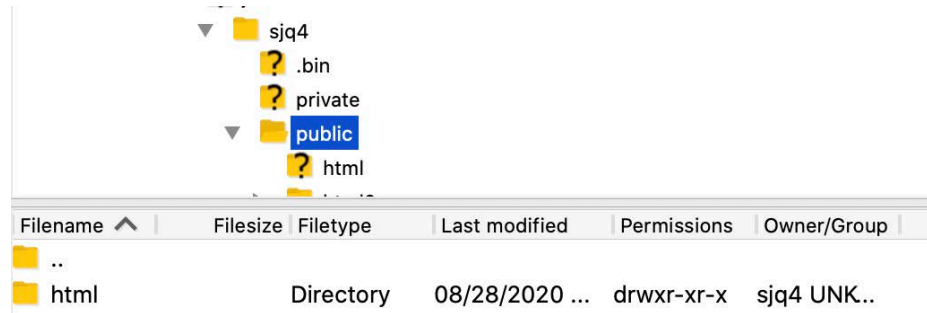 sjq4
.bin
private
public
html
Filename Filesize Filetype Last modified Permissions Owner/Group
..
html Directory 08/28/2020 ... drwxr-xr-x sjq4 UNK...